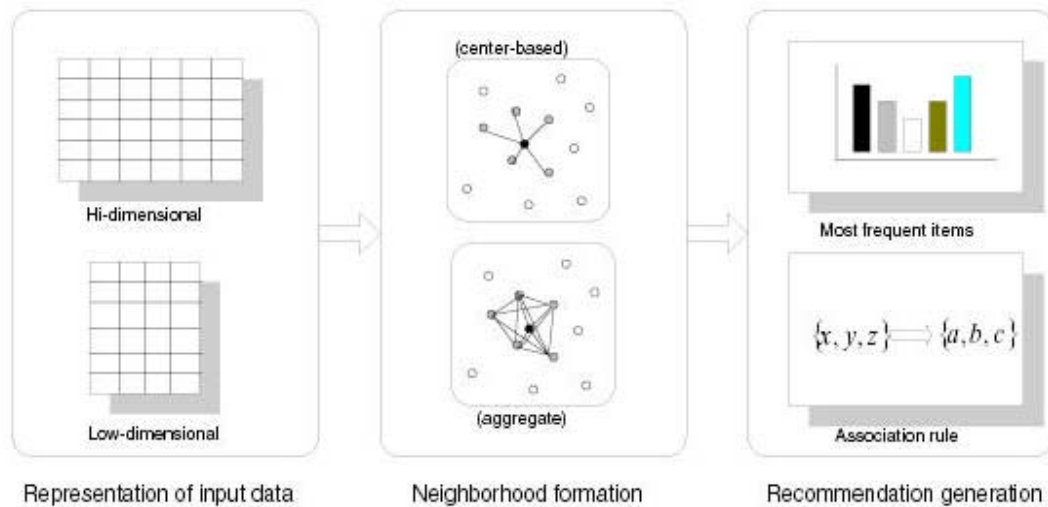 Hi-dimensional
Low-dimensional
Representation of input data
(center-based)
(aggregate)
Neighborhood formation
Most frequent items
{x, y, z} ⟹ {a, b, c}
Association rule
Recommendation generation